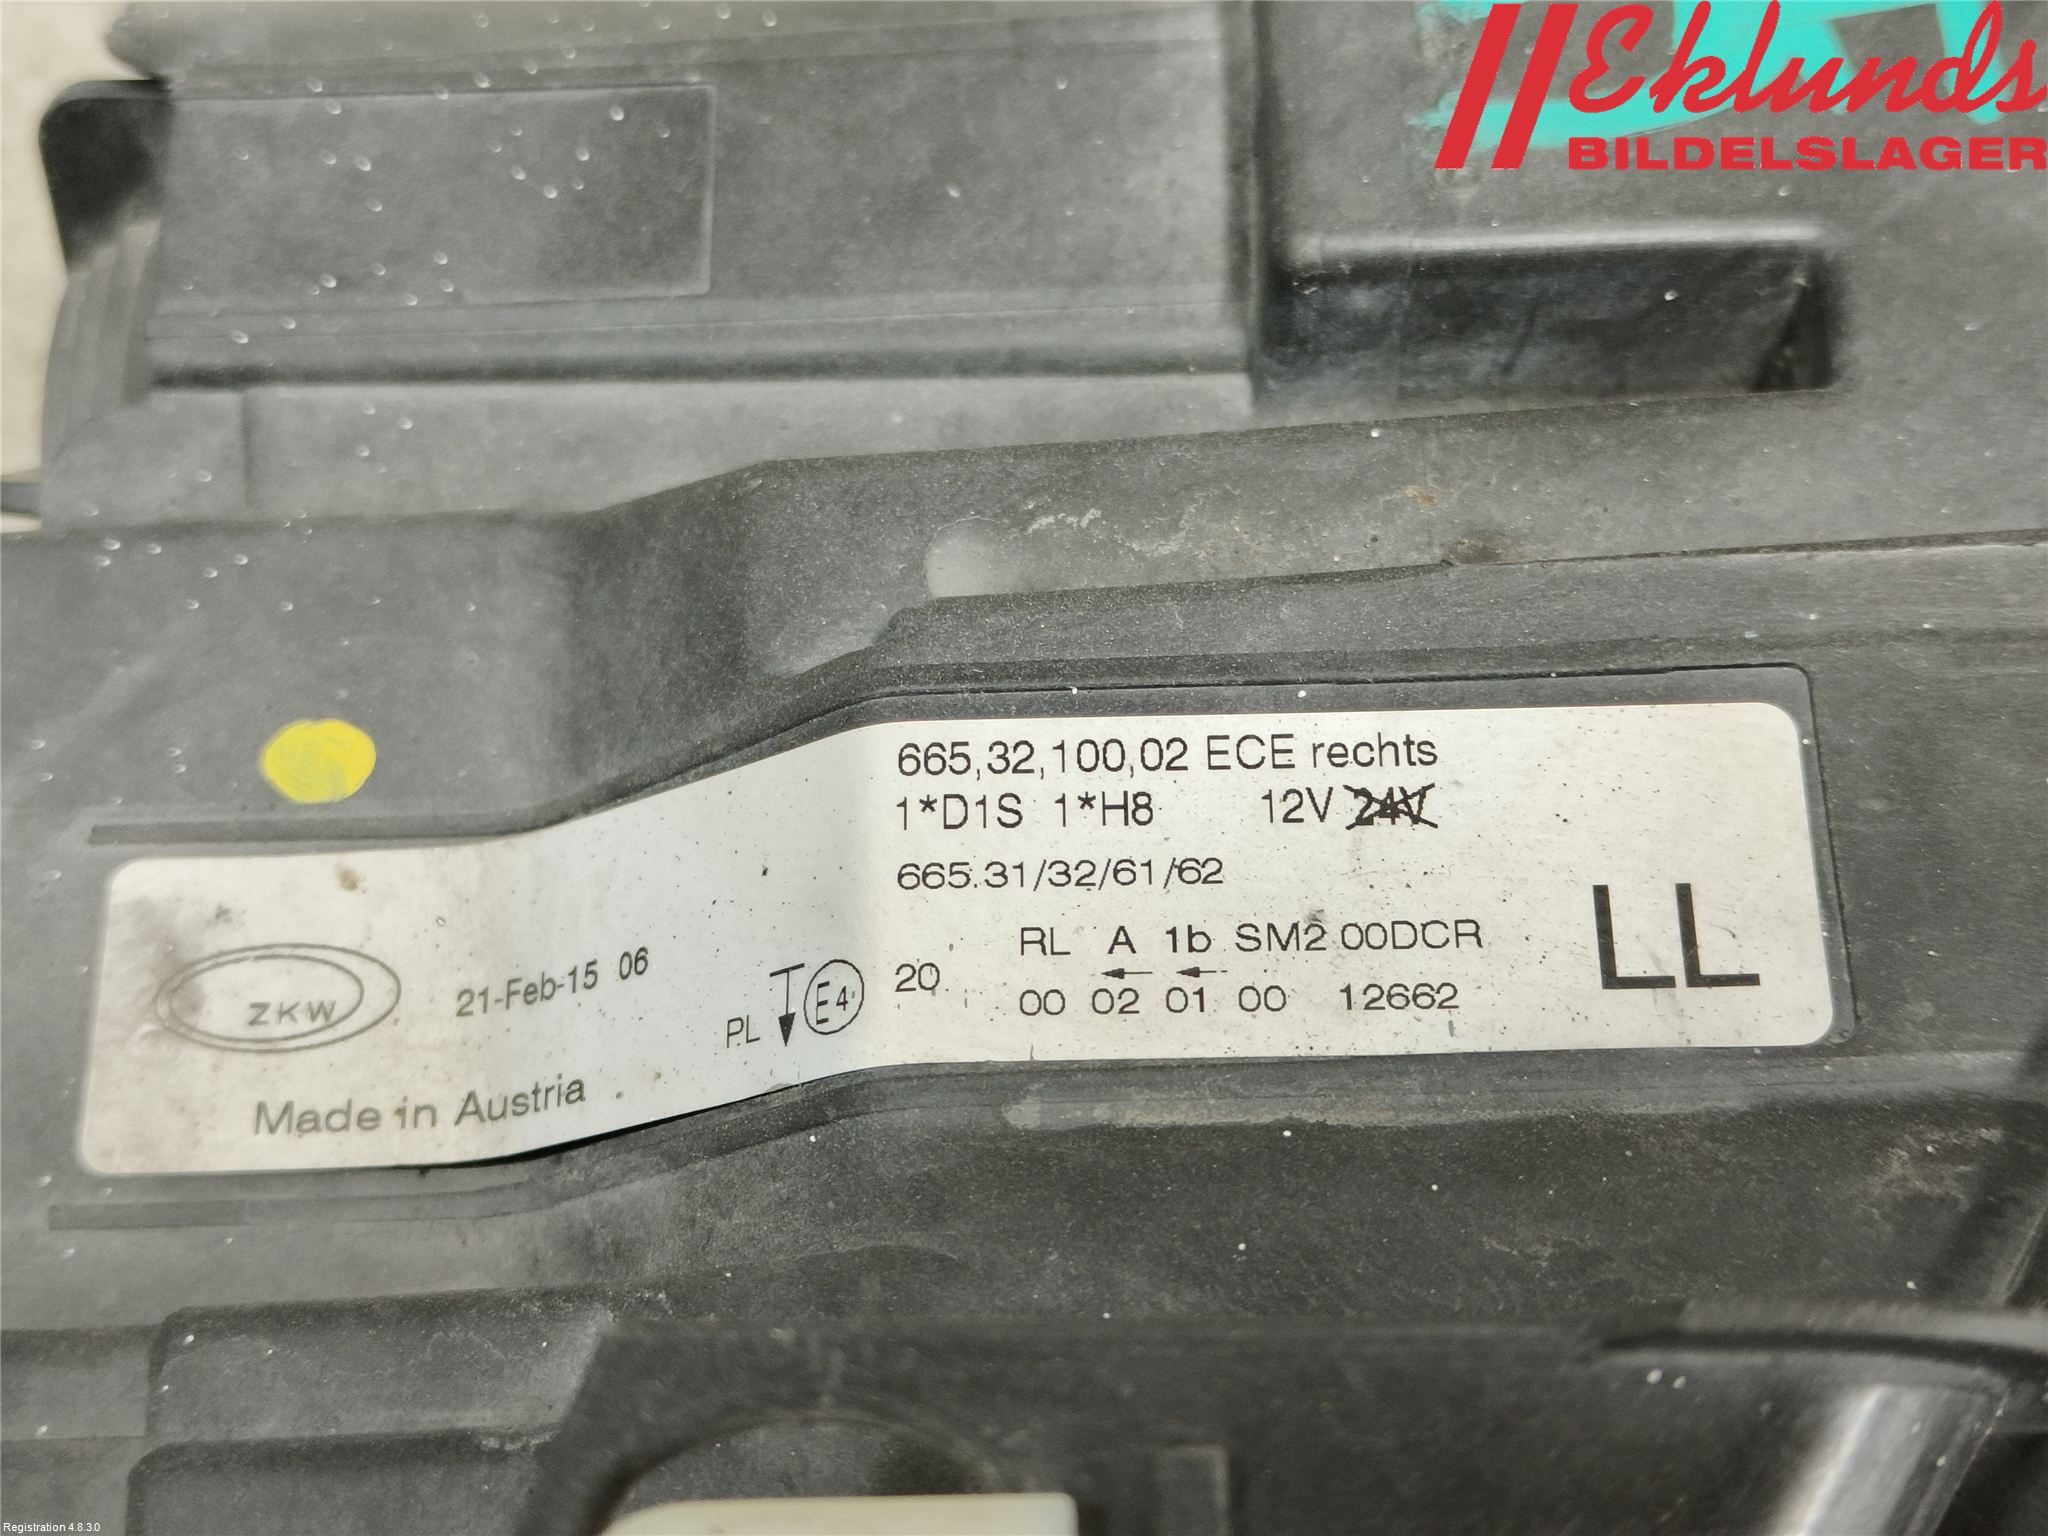 Eklunds
BILDELSLAGER
665,32,100,02 ECE rechts
1*D1S 1*H8 12V 24V
665.31/32/61/62
LL
RL A 1b SM2 00DCR
20
00 02 01 00 12662
PL E4
ZKW
21-Feb-15 06
Made in Austria
Registration 4.8.3.0